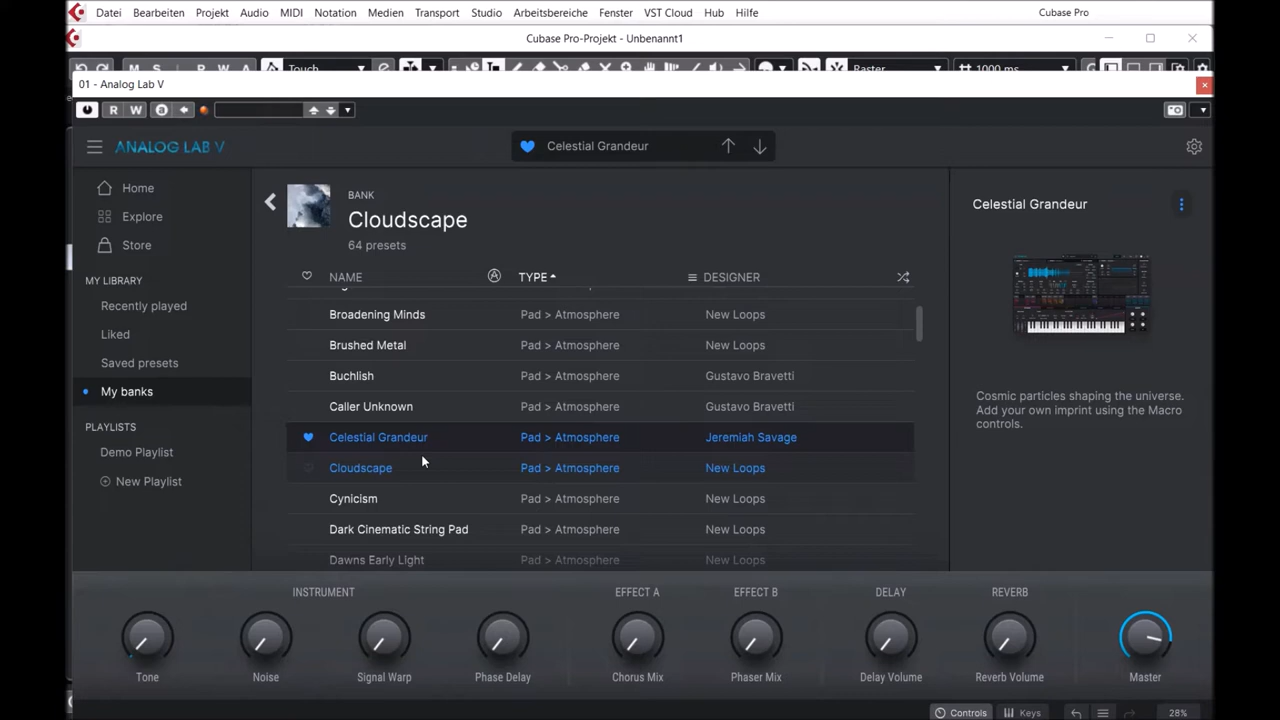 Datei Bearbeiten Projekt Audio MIDI Notation Medien Transport Studio Arbeitsbereiche Fenster VST Cloud Hub Hilfe Cubase Pro
Cubase Pro-Projekt - Unbenannt1
M S R W A Touch Raster 1000 ms
01 - Analog Lab V
R W
ANALOG LAB V Celestial Grandeur
Home
Explore
Store
MY LIBRARY
Recently played
Liked
Saved presets
My banks
PLAYLISTS
Demo Playlist
New Playlist
BANK
Cloudscape
64 presets
NAME TYPE DESIGNER
Broadening Minds Pad > Atmosphere New Loops
Brushed Metal Pad > Atmosphere New Loops
Buchlish Pad > Atmosphere Gustavo Bravetti
Caller Unknown Pad > Atmosphere Gustavo Bravetti
Celestial Grandeur Pad > Atmosphere Jeremiah Savage
Cloudscape Pad > Atmosphere New Loops
Cynicism Pad > Atmosphere New Loops
Dark Cinematic String Pad Pad > Atmosphere New Loops
Dawns Early LIght Pad > Atmosphere New Loops
Celestial Grandeur
Cosmic particles shaping the universe.
Add your own imprint using the Macro
controls.
INSTRUMENT EFFECT A EFFECT B DELAY REVERB
Tone Noise Signal Warp Phase Delay Chorus Mix Phaser Mix Delay Volume Reverb Volume Master
Controls Keys 28%